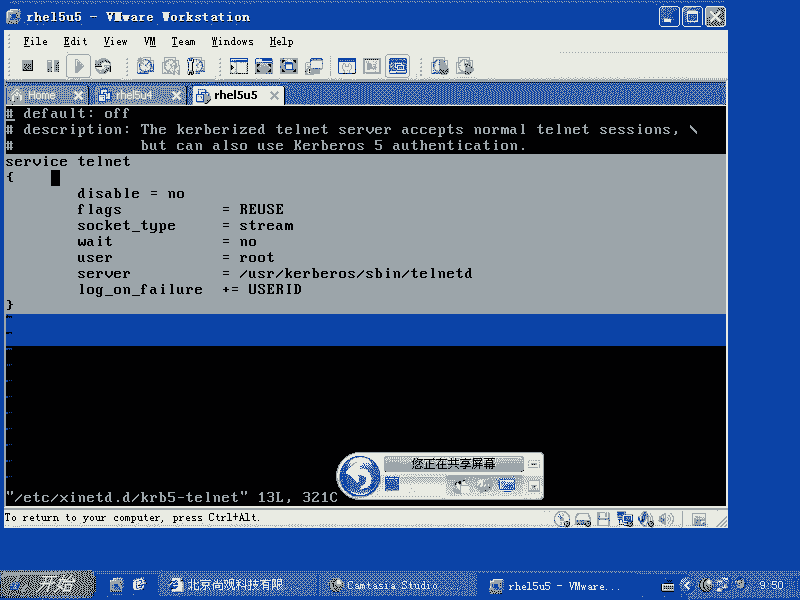 rhel5u5 - VMware Workstation
File Edit View VM Team Windows Help
Home rhel5u4 rhel5u5
# default: off
# description: The kerberized telnet server accepts normal telnet sessions, \
# but can also use Kerberos 5 authentication.
service telnet
{
disable = no
flags = REUSE
socket_type = stream
wait = no
user = root
server = /usr/kerberos/sbin/telnetd
log_on_failure += USERID
}
~
~
~
~
~
~
~
~
~
~
~
您正在共享屏幕
"/etc/xinetd.d/krb5-telnet" 13L, 321C
To return to your computer, press Ctrl+Alt.
开始 北京尚观科技有限 Camtasia Studio rhel5u5 - VMware... 9:50